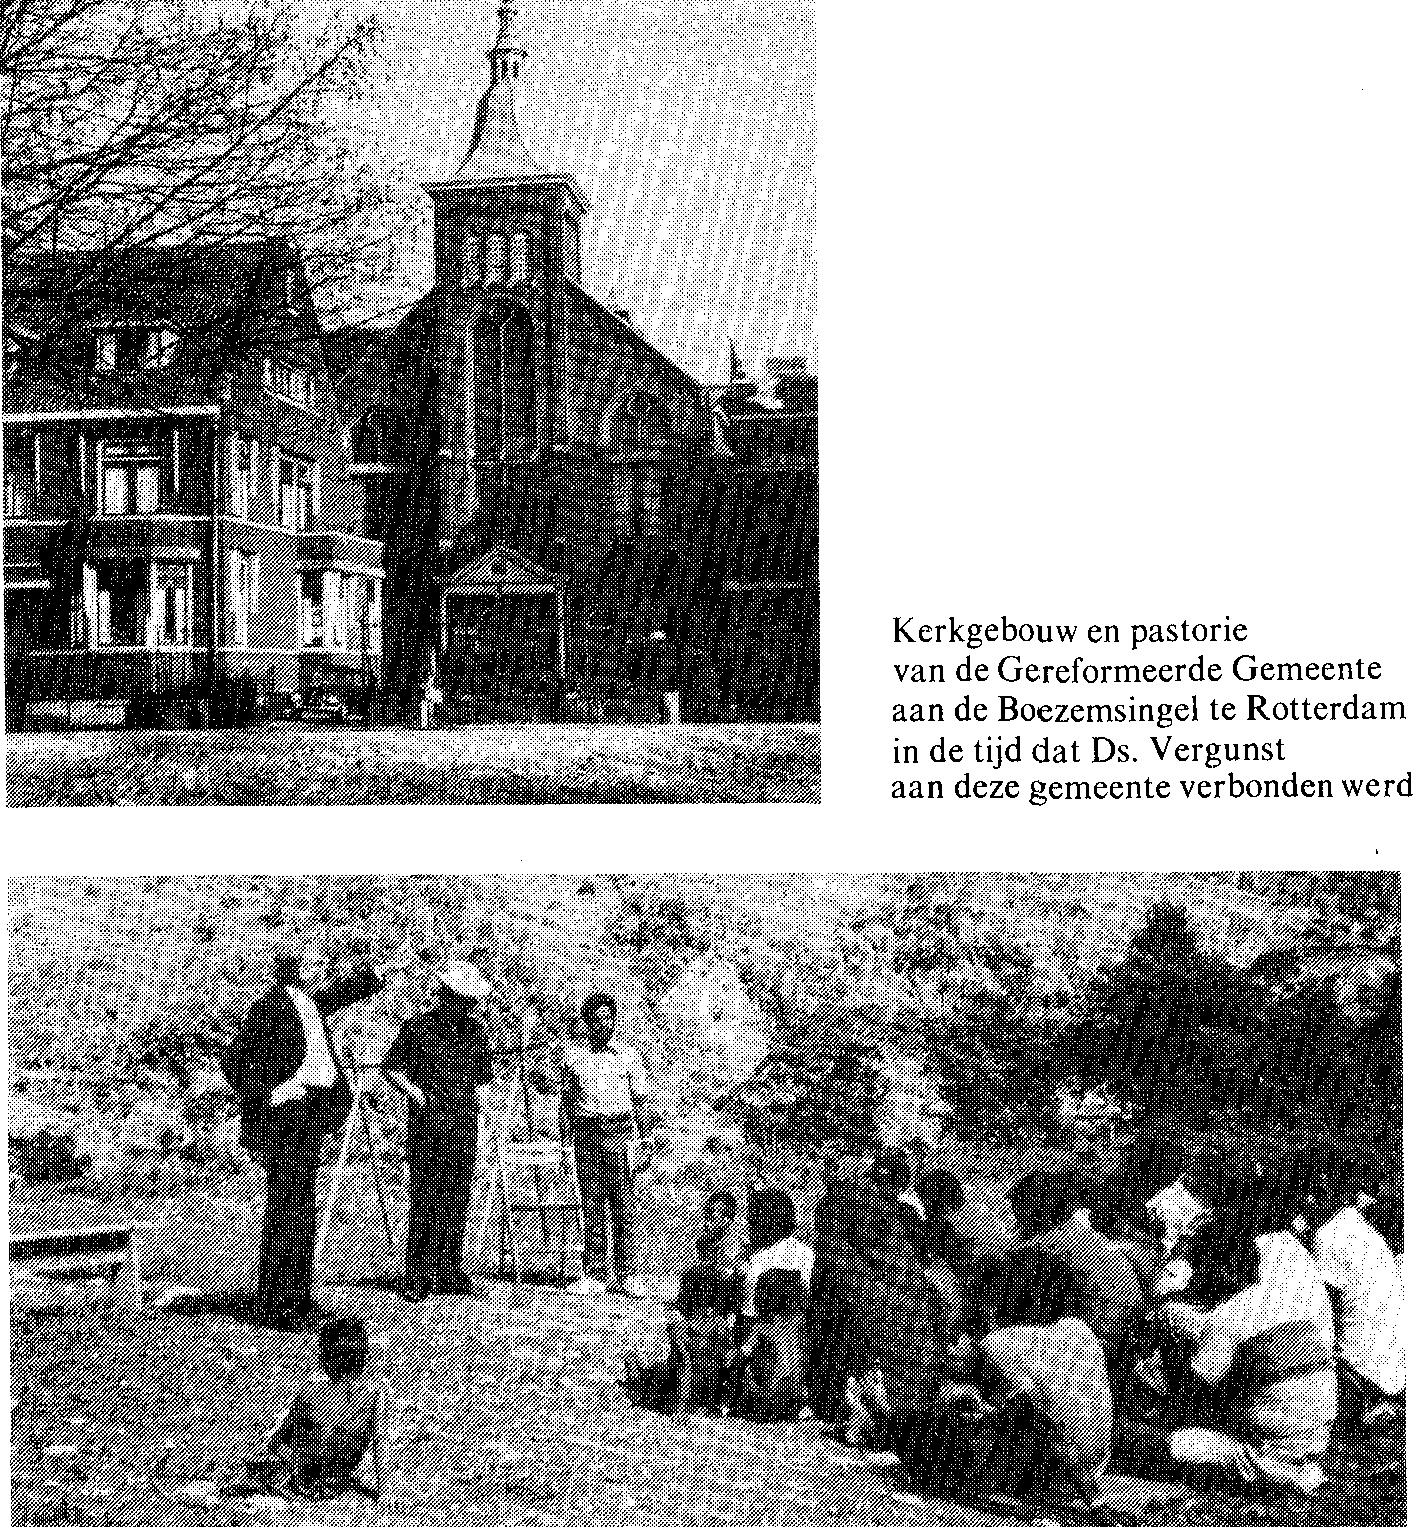 Kerkgebouw en pastorie
van de Gereformeerde Gemeente
aan de Boezemsingel te Rotterdam
in de tijd dat Ds. Vergunst
aan deze gemeente verbonden werd